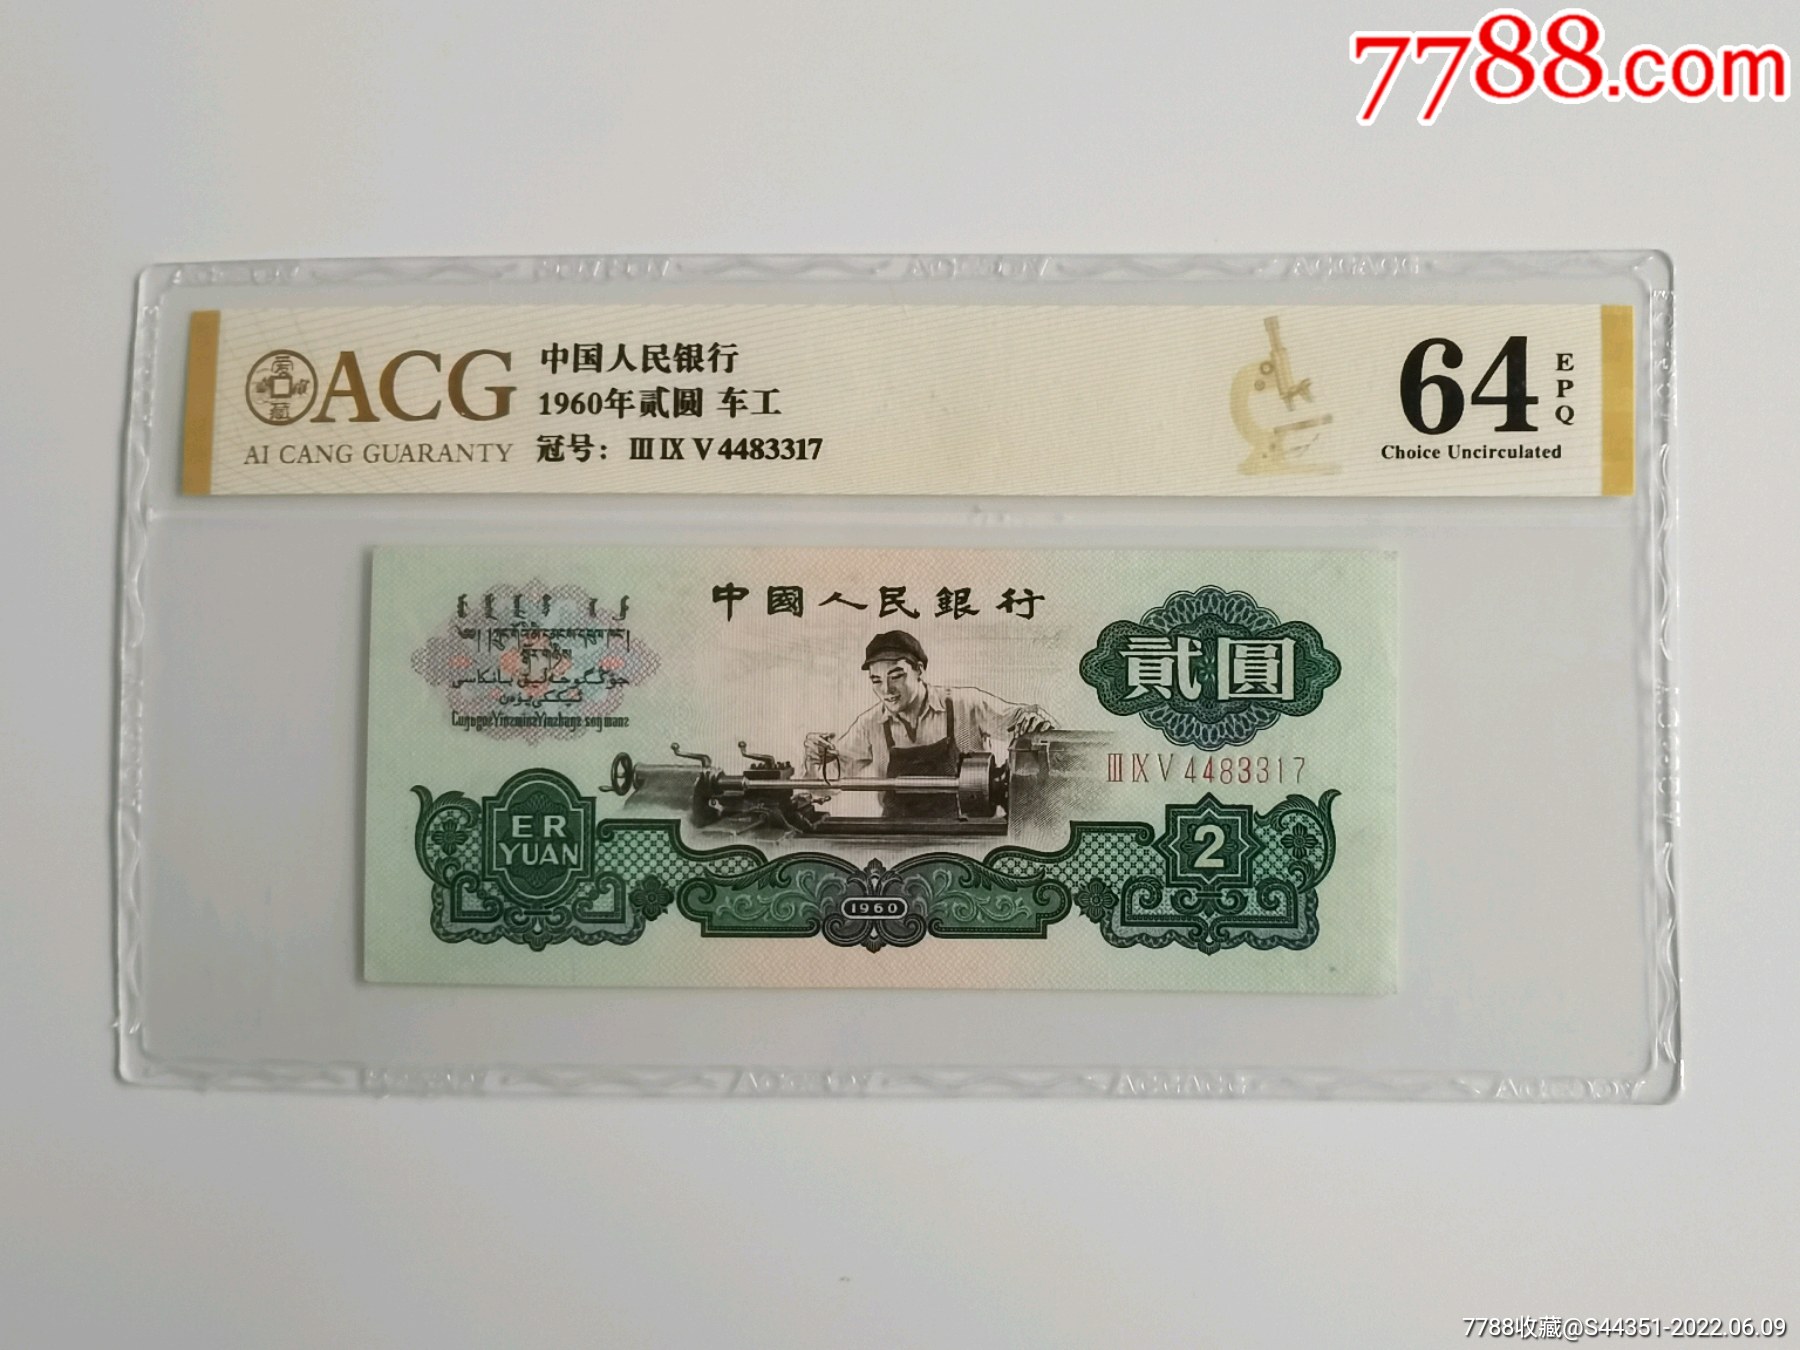 7788.com
ACG
AI CANG GUARANTY
中国人民银行
1960年贰圆 车工
冠号：ⅢⅨⅤ4483317
64
EPQ
Choice Uncirculated
中國人民銀行
貳圓
ⅢⅨⅤ4483317
ER
YUAN
1960
2
7788收藏@S44351-2022.06.09